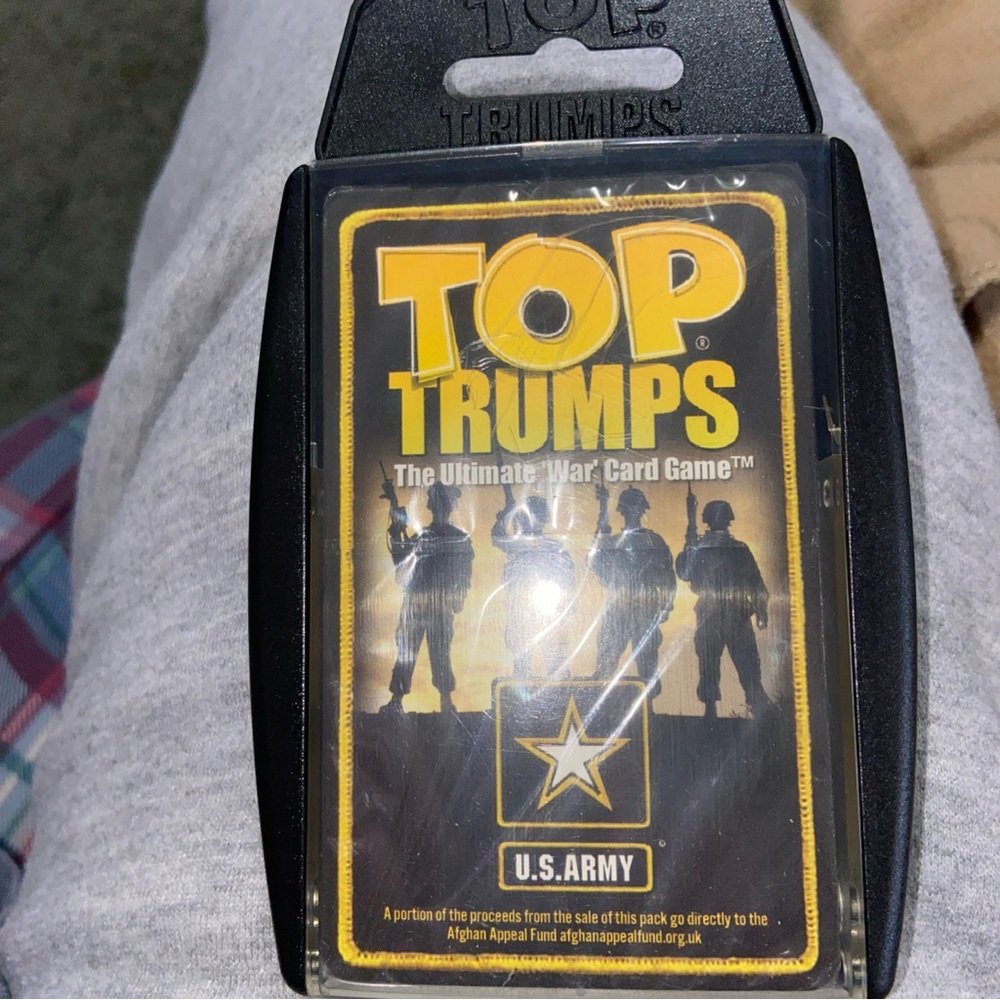 TOP®
TRUMPS
TOP®
TRUMPS
The Ultimate 'War' Card Game™
U.S.ARMY
A portion of the proceeds from the sale of this pack go directly to the
Afghan Appeal Fund afghanappealfund.org.uk